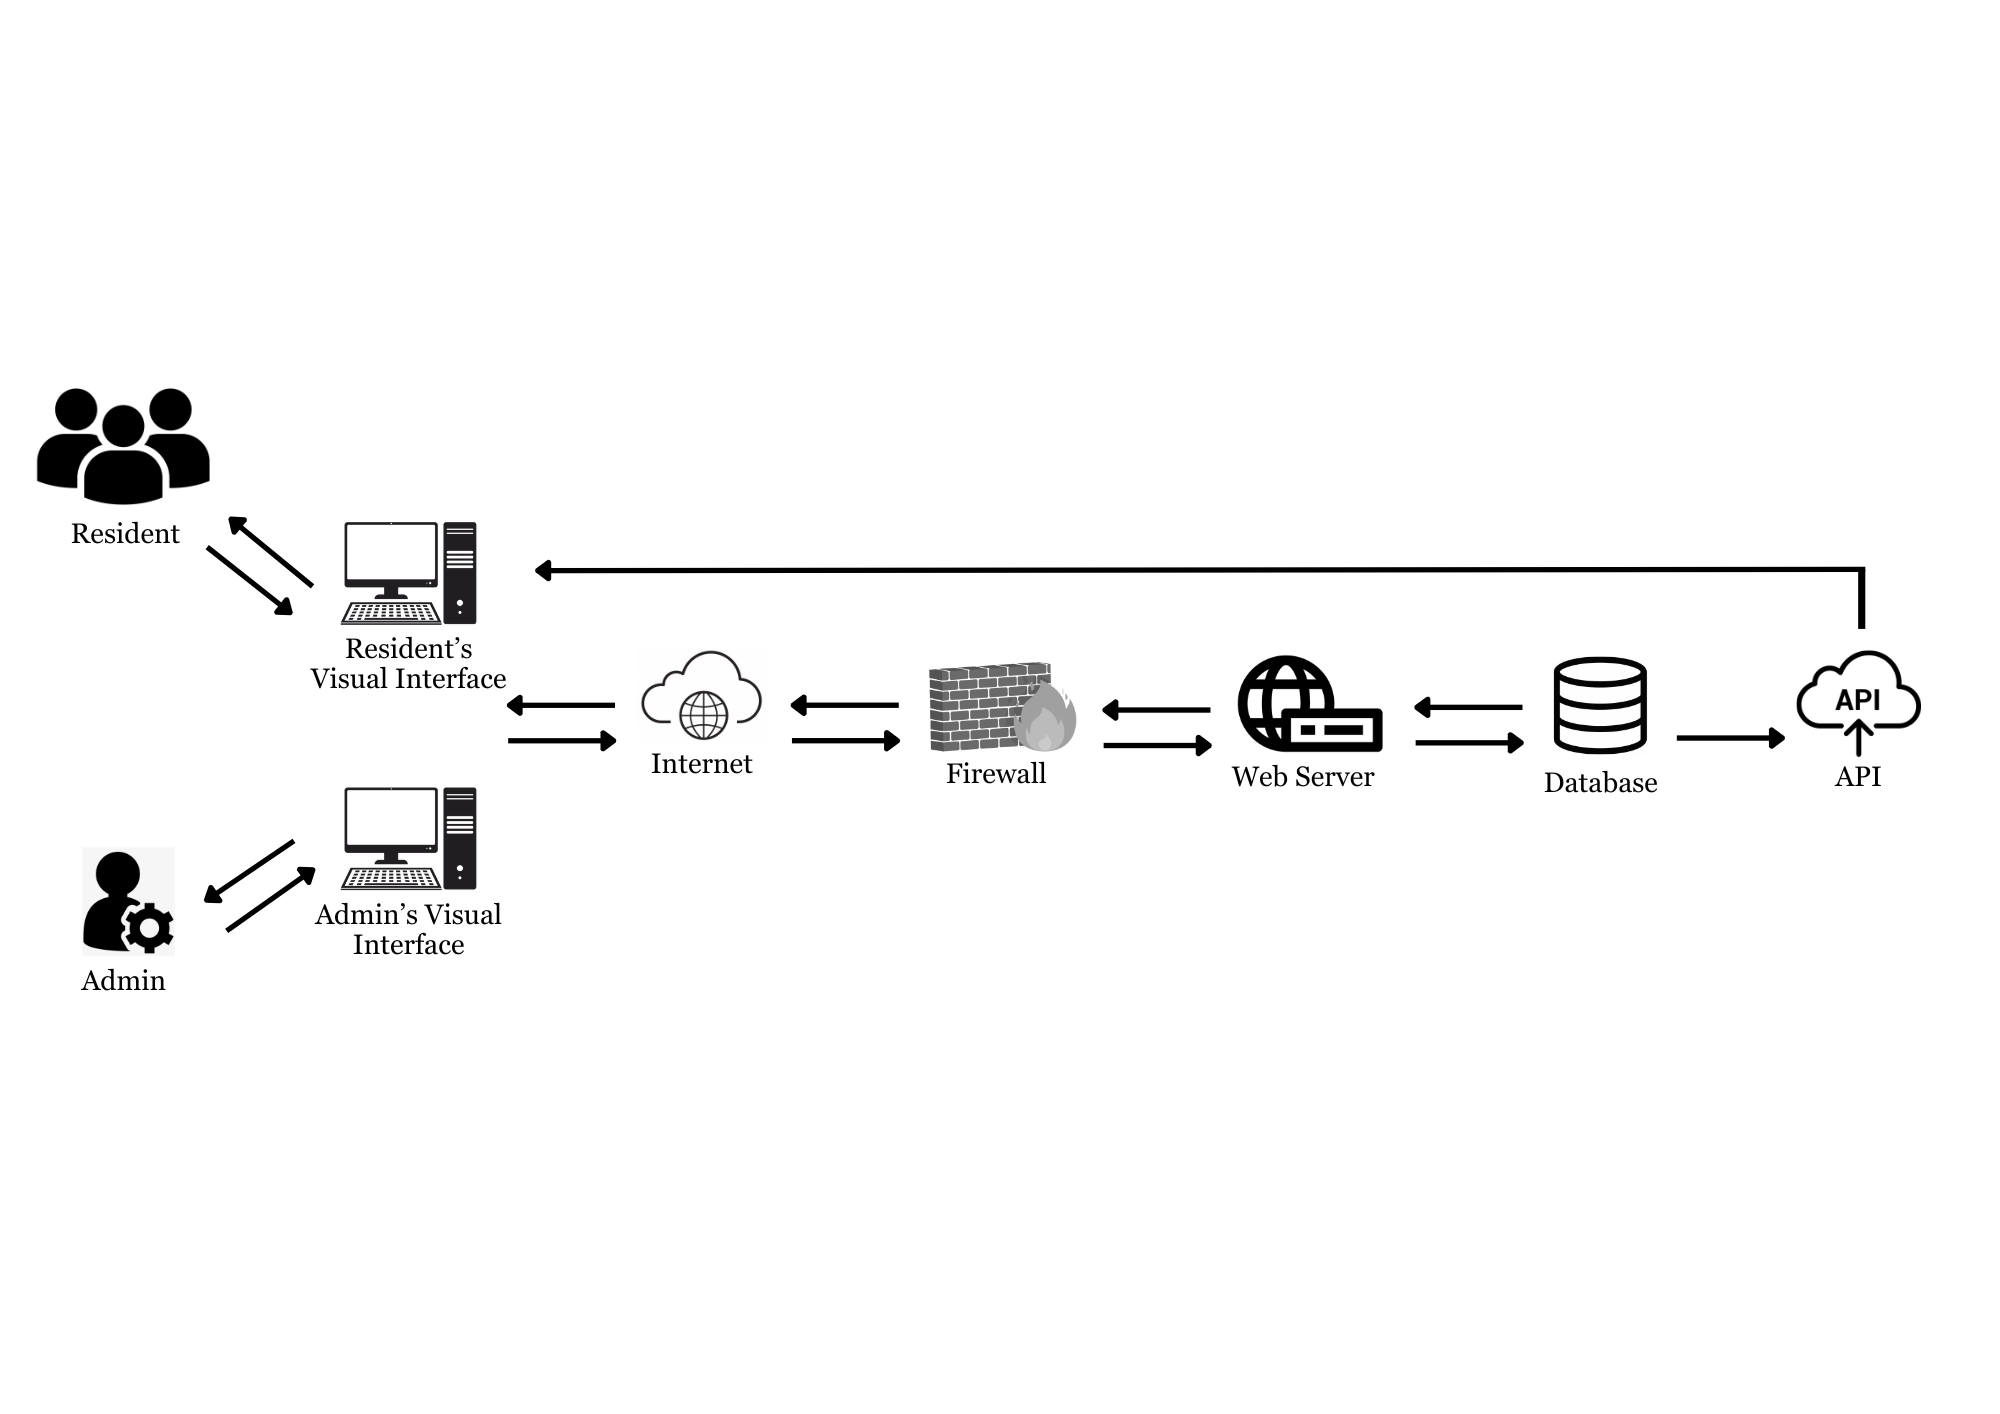 Resident
Resident’s
Visual Interface
Internet
Firewall
Web Server
Database
API
API
Admin’s Visual
Interface
Admin